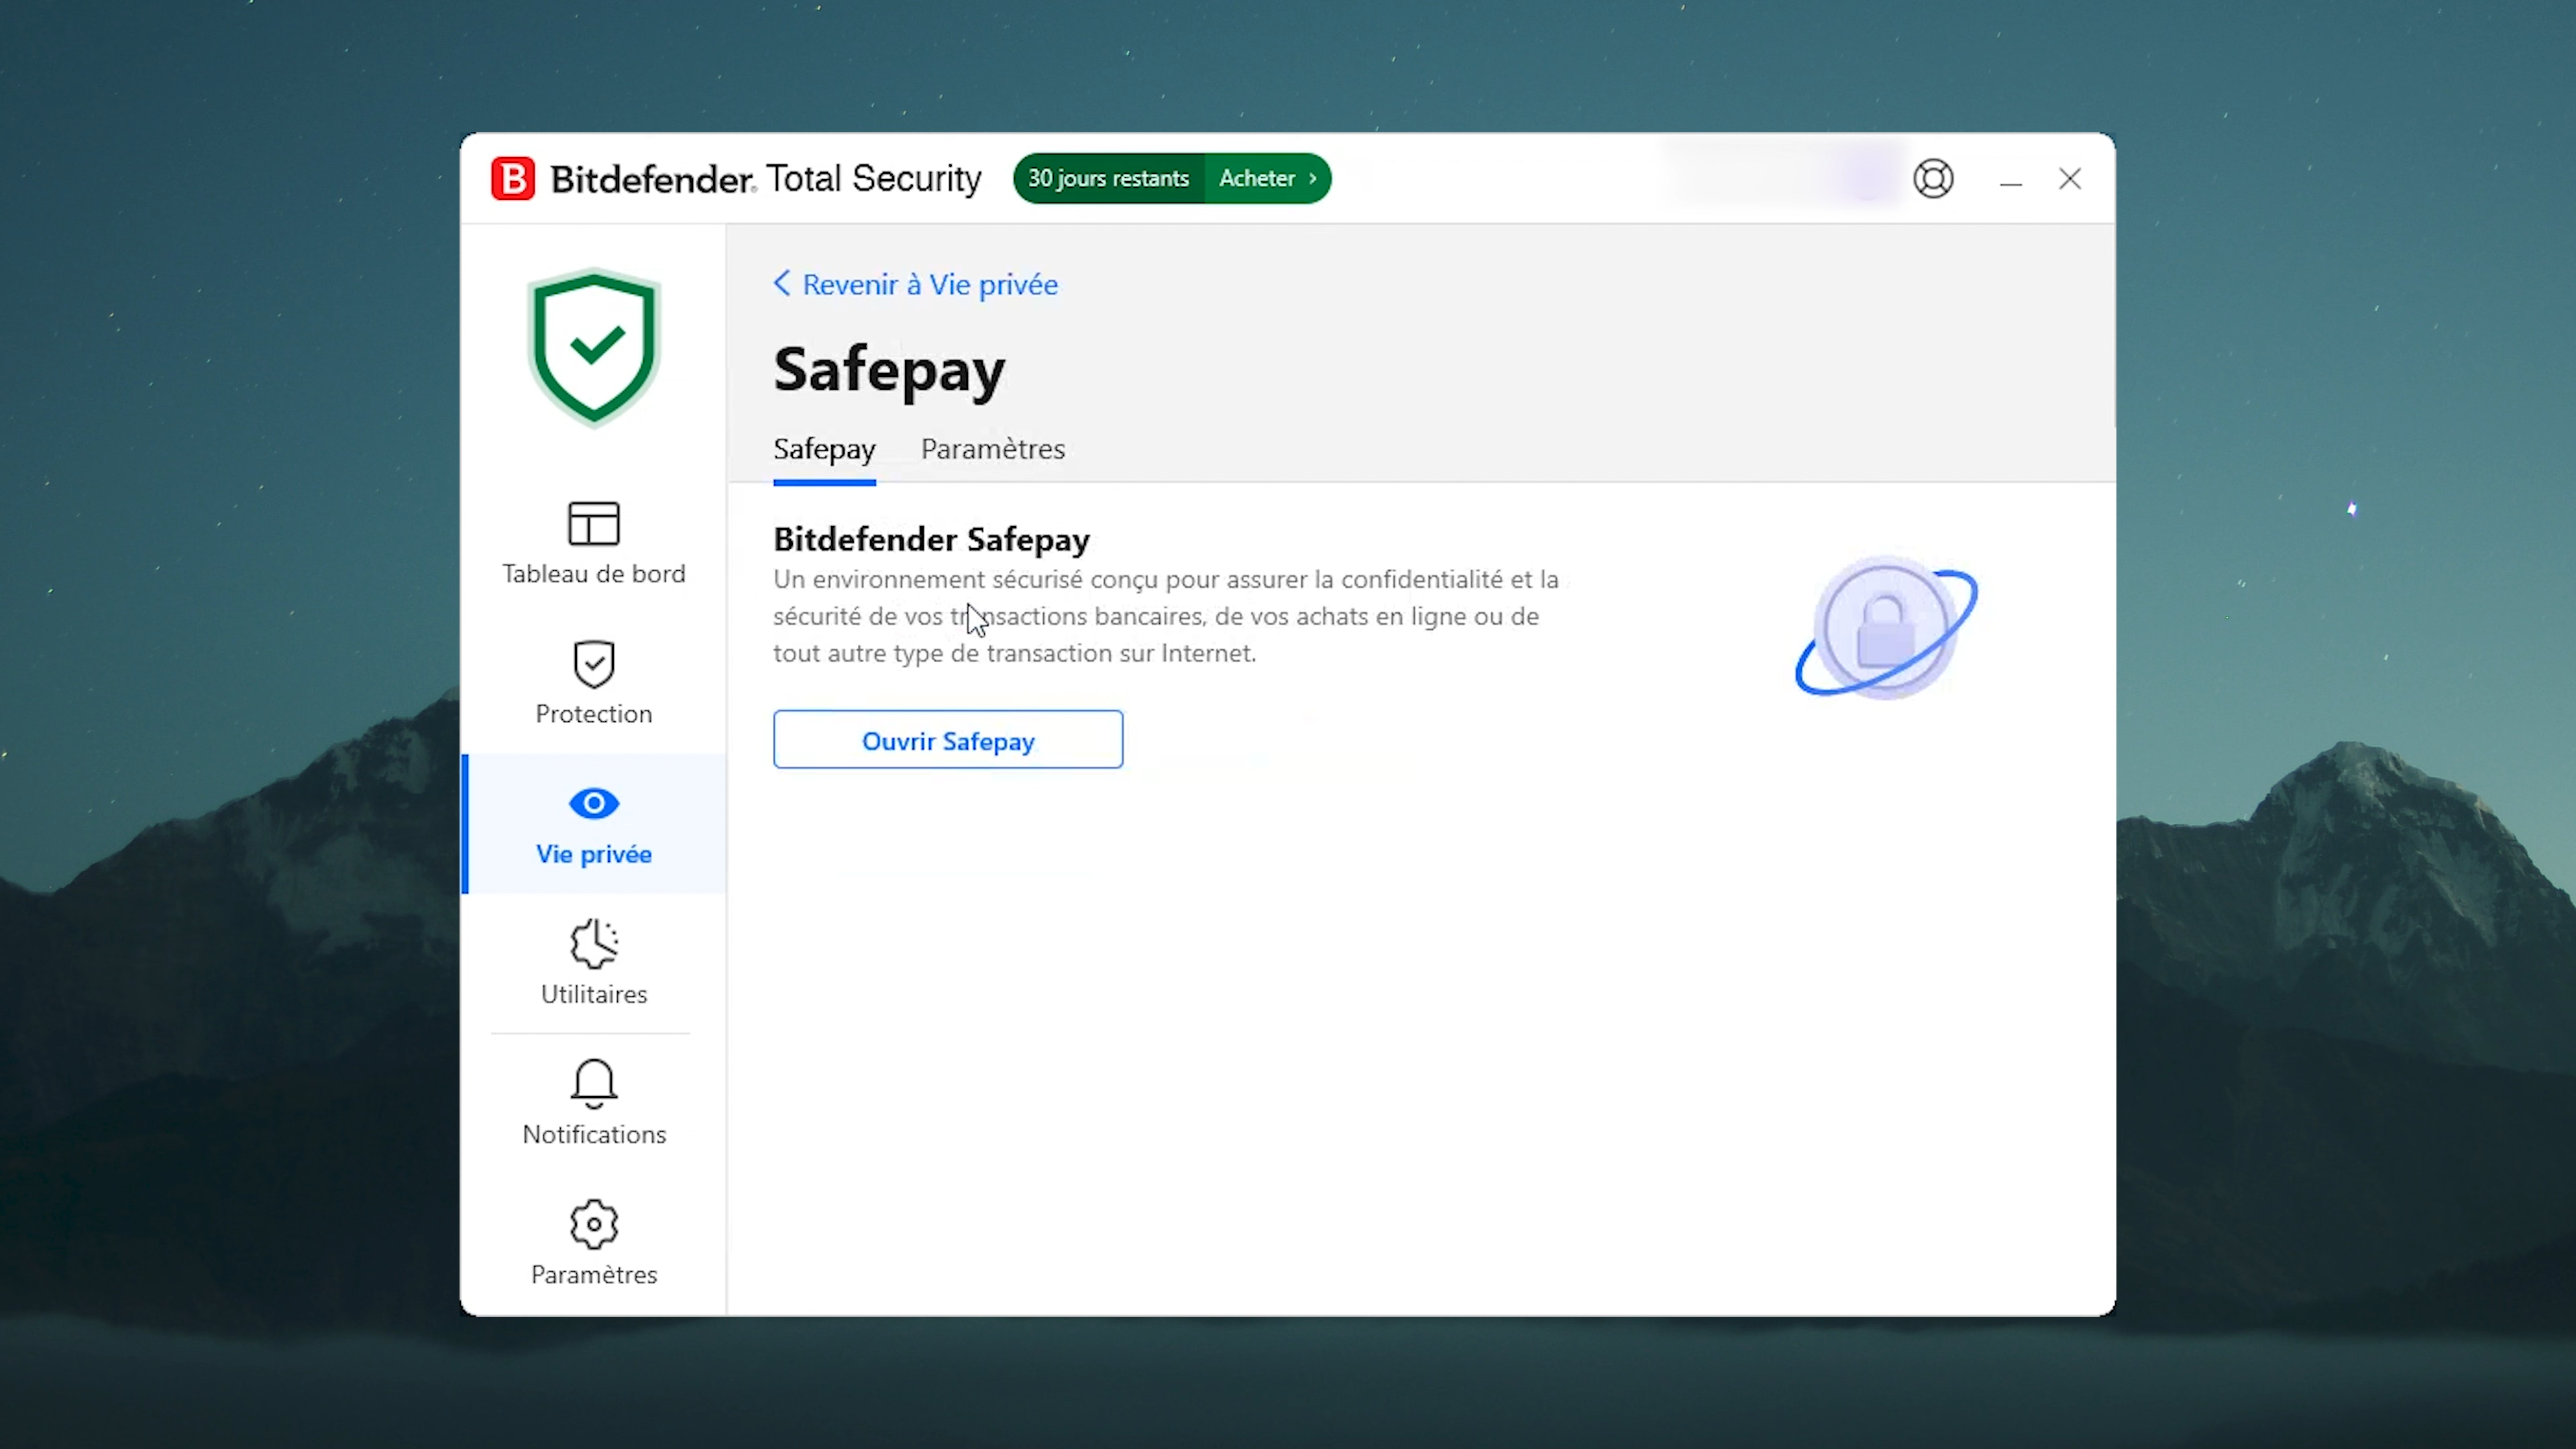 Bitdefender. Total Security
30 jours restants
Acheter
Revenir à Vie privée
Safepay
Safepay
Paramètres
Bitdefender Safepay
Un environnement sécurisé conçu pour assurer la confidentialité et la
sécurité de vos transactions bancaires, de vos achats en ligne ou de
tout autre type de transaction sur Internet.
Ouvrir Safepay
Tableau de bord
Protection
Vie privée
Utilitaires
Notifications
Paramètres